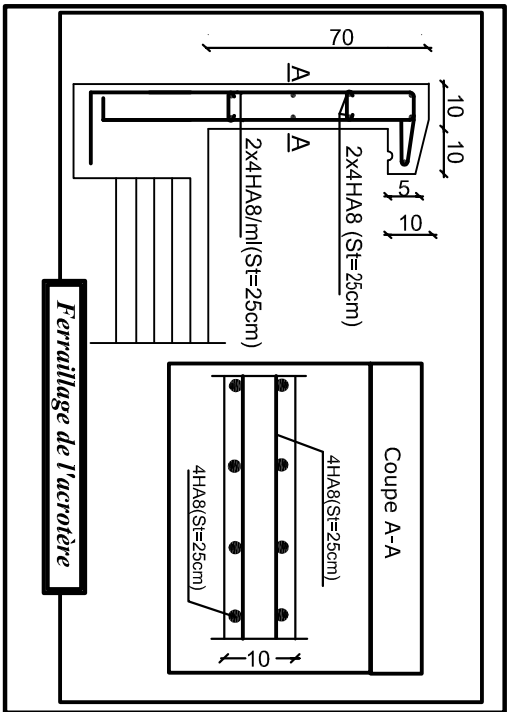 70
10
10
5
10
A
A
2x4HA8 (St=25cm)
2x4HA8/ml(St=25cm)
Coupe A-A
4HA8(St=25cm)
4HA8(St=25cm)
10
Ferraillage de l'acrotère